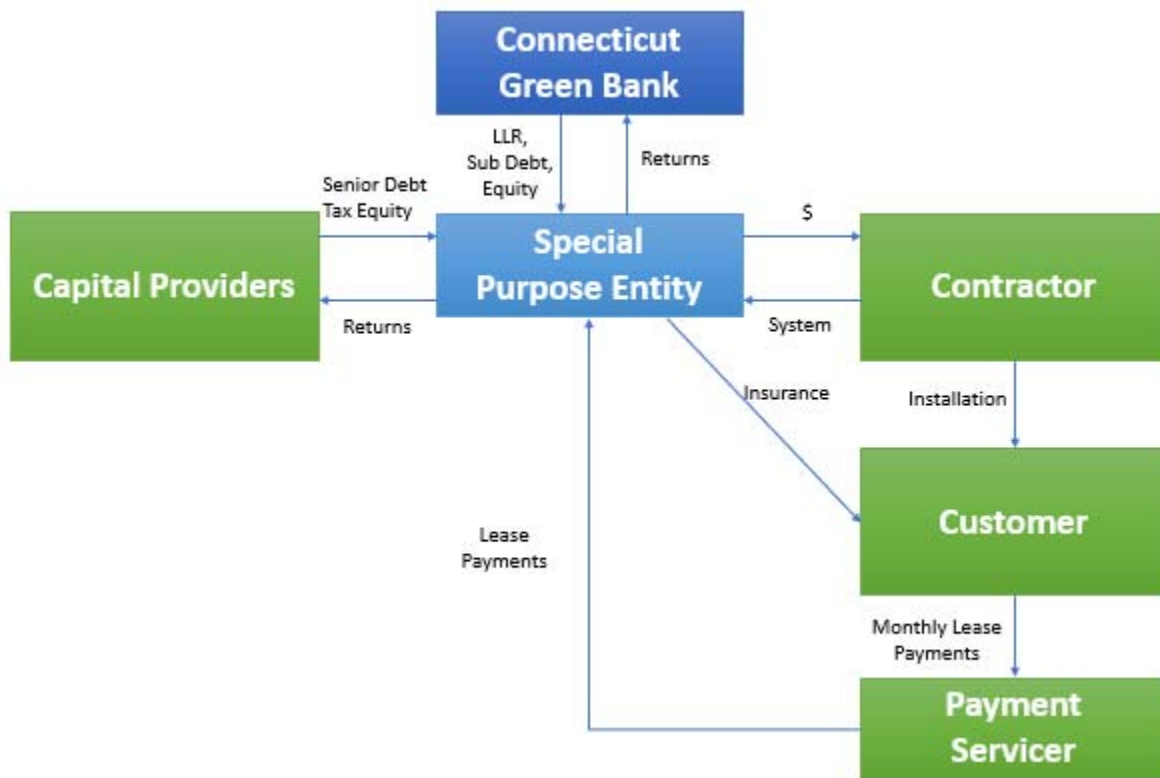 Connecticut
Green Bank
LLR,
Sub Debt,
Equity
Returns
Senior Debt
Tax Equity
$
Capital Providers
Special
Purpose Entity
Contractor
Returns
System
Insurance
Installation
Customer
Lease
Payments
Monthly Lease
Payments
Payment
Servicer